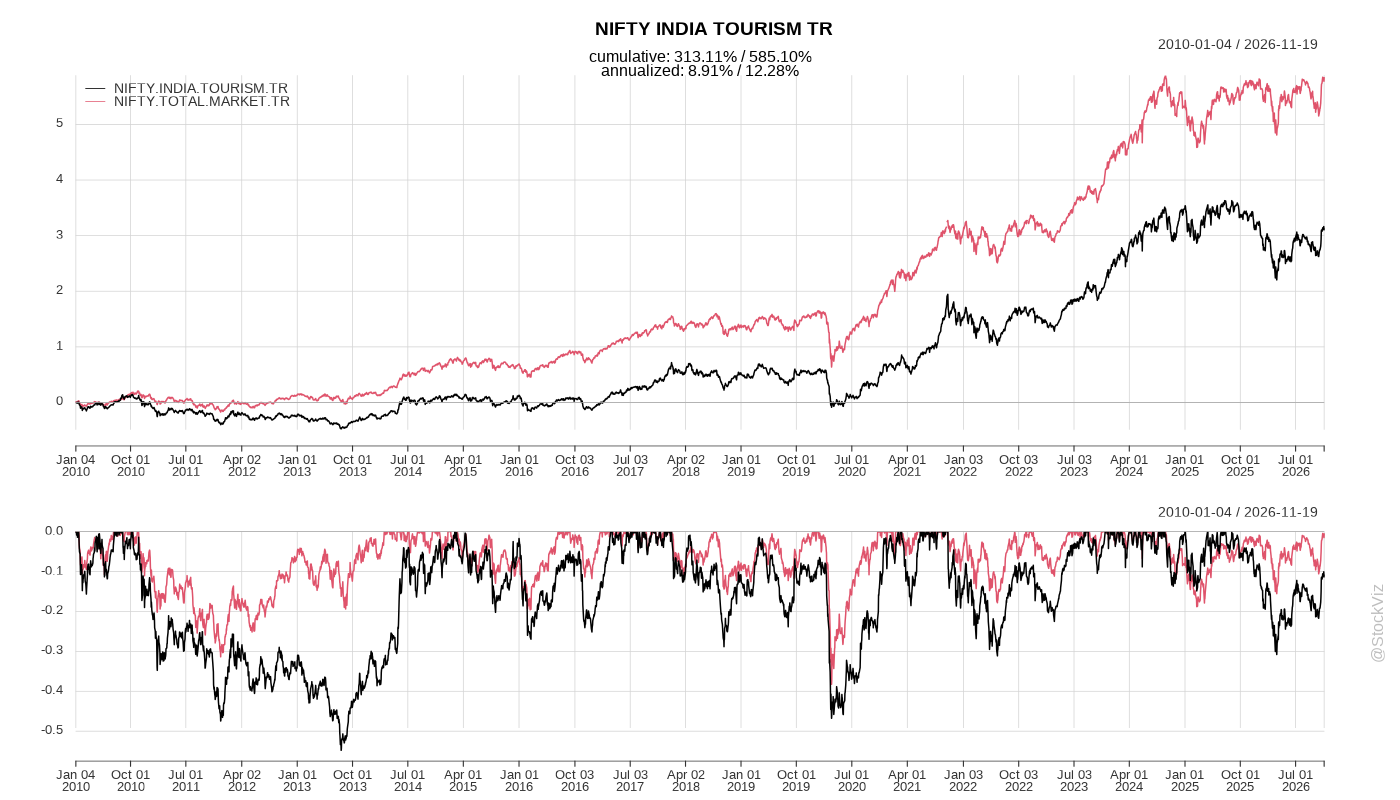 NIFTY INDIA TOURISM TR
2010-01-04 / 2026-11-19
cumulative: 313.11% / 585.10%
annualized: 8.91% / 12.28%
NIFTY.INDIA.TOURISM.TR
NIFTY.TOTAL.MARKET.TR
5
4
3
2
1
0
Jan 04 Oct 01 Jul 01 Apr 02 Jan 01 Oct 01 Jul 01 Apr 01 Jan 01 Oct 03 Jul 03 Apr 02 Jan 01 Oct 01 Jul 01 Apr 01 Jan 03 Oct 03 Jul 03 Apr 01 Jan 01 Oct 01 Jul 01
2010 2010 2011 2012 2013 2013 2014 2015 2016 2016 2017 2018 2019 2019 2020 2021 2022 2022 2023 2024 2025 2025 2026
2010-01-04 / 2026-11-19
0.0
-0.1
-0.2
-0.3
-0.4
-0.5
Jan 04 Oct 01 Jul 01 Apr 02 Jan 01 Oct 01 Jul 01 Apr 01 Jan 01 Oct 03 Jul 03 Apr 02 Jan 01 Oct 01 Jul 01 Apr 01 Jan 03 Oct 03 Jul 03 Apr 01 Jan 01 Oct 01 Jul 01
2010 2010 2011 2012 2013 2013 2014 2015 2016 2016 2017 2018 2019 2019 2020 2021 2022 2022 2023 2024 2025 2025 2026
@StockViz